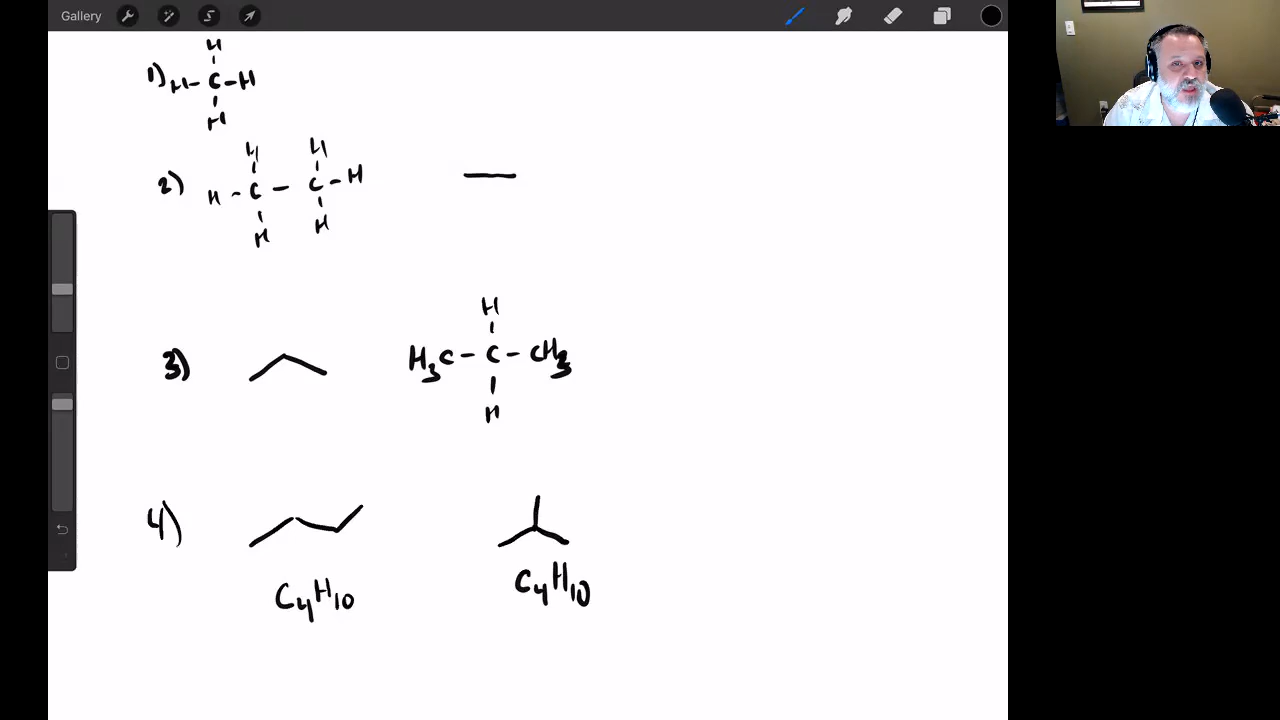 Gallery
H
1) H-C-H
H
H H
2) H-C-C-H
H H
H
3) H3C-C-CH3
H
4)
C4H10 C4H10